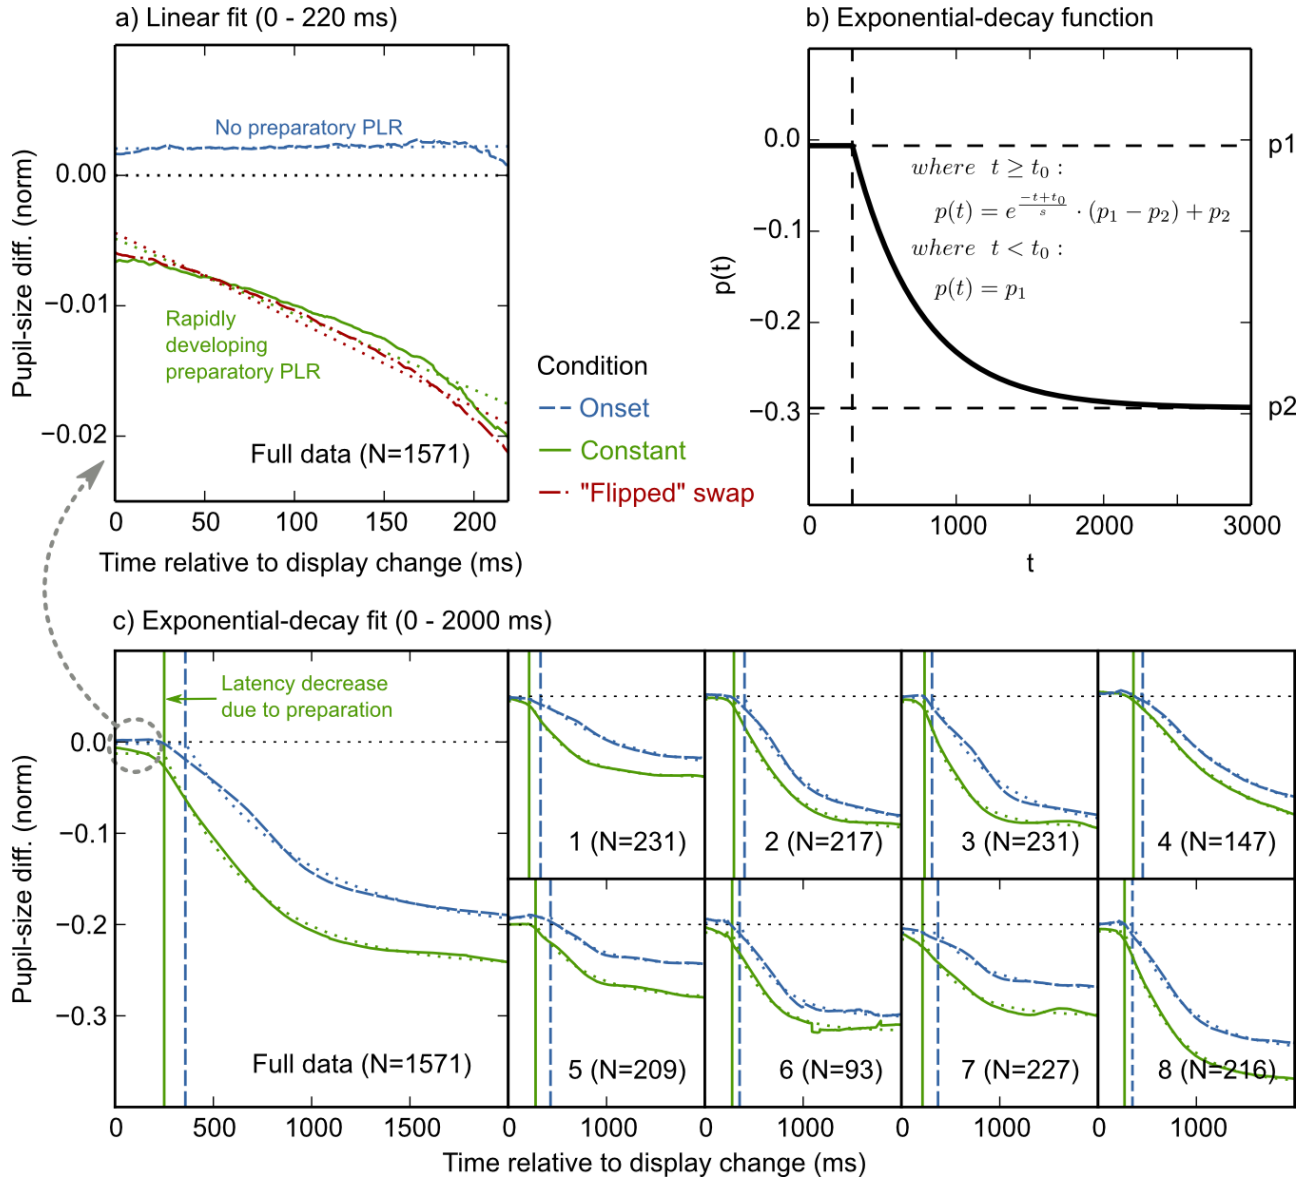 a) Linear fit (0 - 220 ms)
No preparatory PLR
0.00
−0.01
−0.02
Pupil-size diff. (norm)
Rapidly
developing
preparatory PLR
Full data (N=1571)
0 50 100 150 200
Time relative to display change (ms)
Condition
Onset
Constant
"Flipped" swap
b) Exponential-decay function
0.0
−0.1
−0.2
−0.3
p(t)
p1
p2
where t ≥ t₀ :
p(t) = e^{\frac{-t+t_0}{s}} · (p₁ − p₂) + p₂
where t < t₀ :
p(t) = p₁
0 1000 2000 3000
t
c) Exponential-decay fit (0 - 2000 ms)
Latency decrease
due to preparation
0.0
−0.1
−0.2
−0.3
Pupil-size diff. (norm)
Full data (N=1571)
1 (N=231)
2 (N=217)
3 (N=231)
4 (N=147)
5 (N=209)
6 (N=93)
7 (N=227)
8 (N=216)
0 500 1000 1500 0 1000 0 1000 0 1000 0 1000
Time relative to display change (ms)